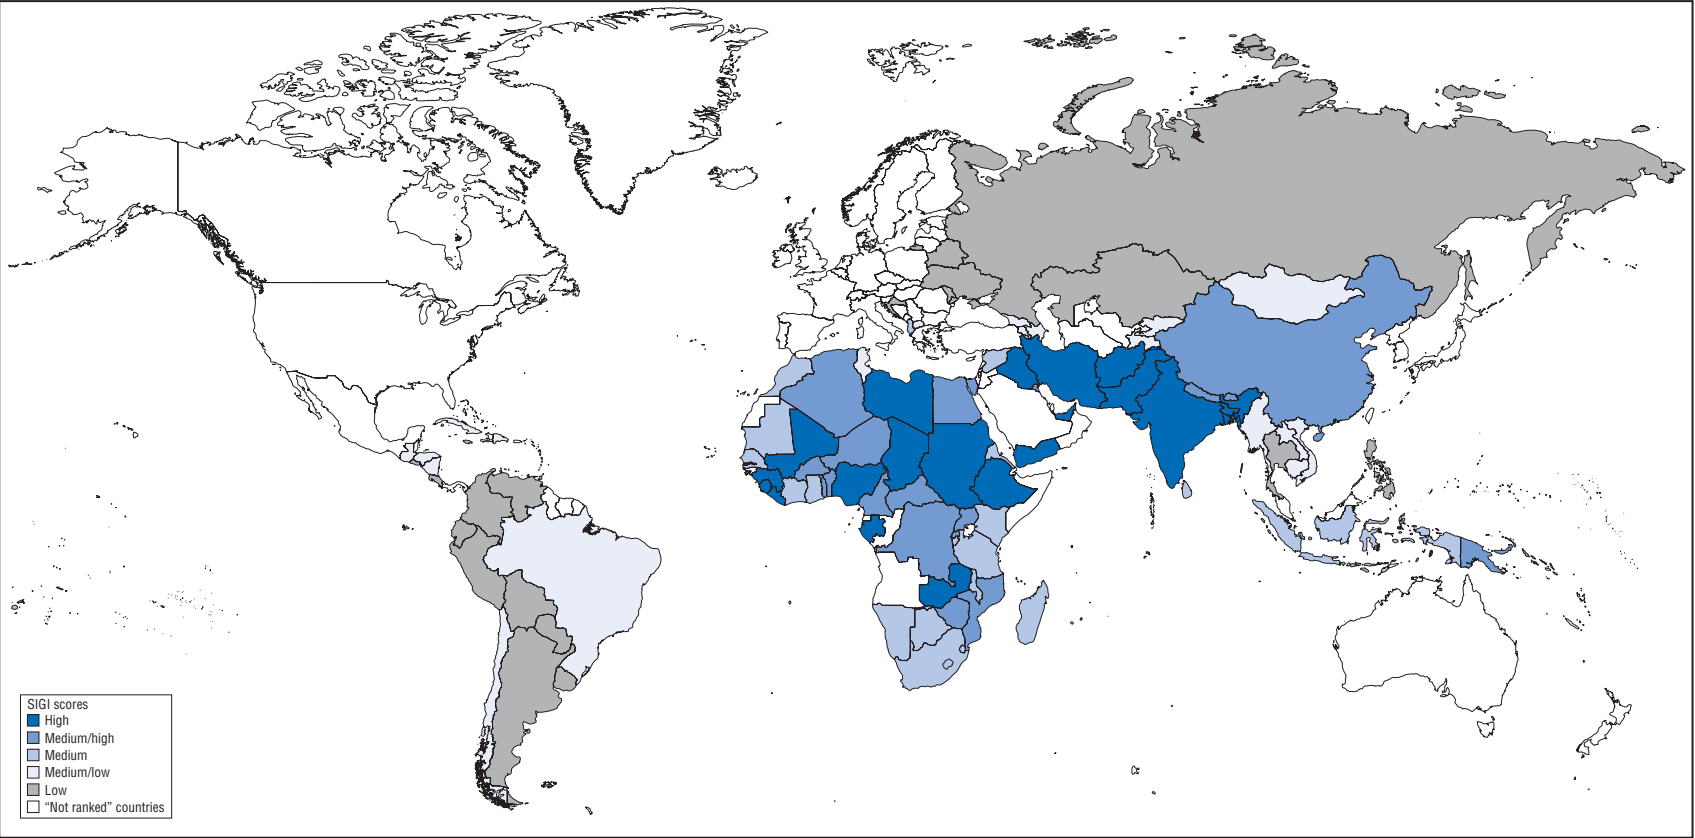 SIGI scores
High
Medium/high
Medium
Medium/low
Low
“Not ranked” countries